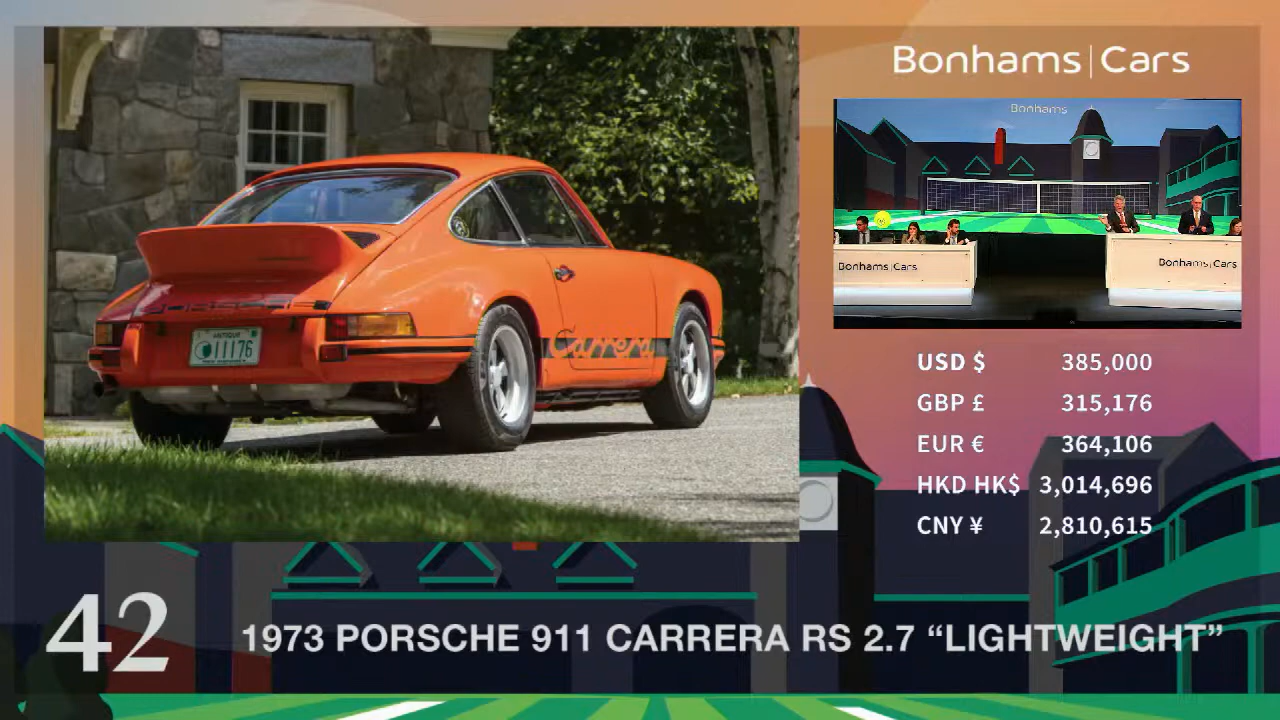 Bonhams|Cars
Bonhams
Bonhams|Cars
Bonhams|Cars
ANTIQUE
11176
Carrera
USD $ 385,000
GBP £ 315,176
EUR € 364,106
HKD HK$ 3,014,696
CNY ¥ 2,810,615
42
1973 PORSCHE 911 CARRERA RS 2.7 “LIGHTWEIGHT”